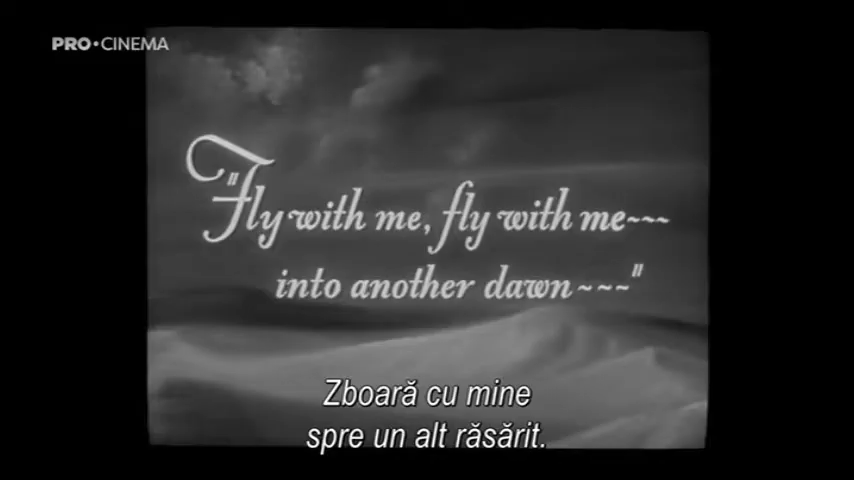 PRO•CINEMA
"Fly with me, fly with me~~~
into another dawn~~~"
Zboară cu mine
spre un alt răsărit.